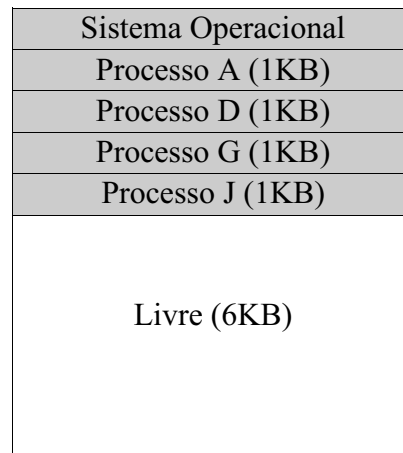 Sistema Operacional
Processo A (1KB)
Processo D (1KB)
Processo G (1KB)
Processo J (1KB)
Livre (6KB)